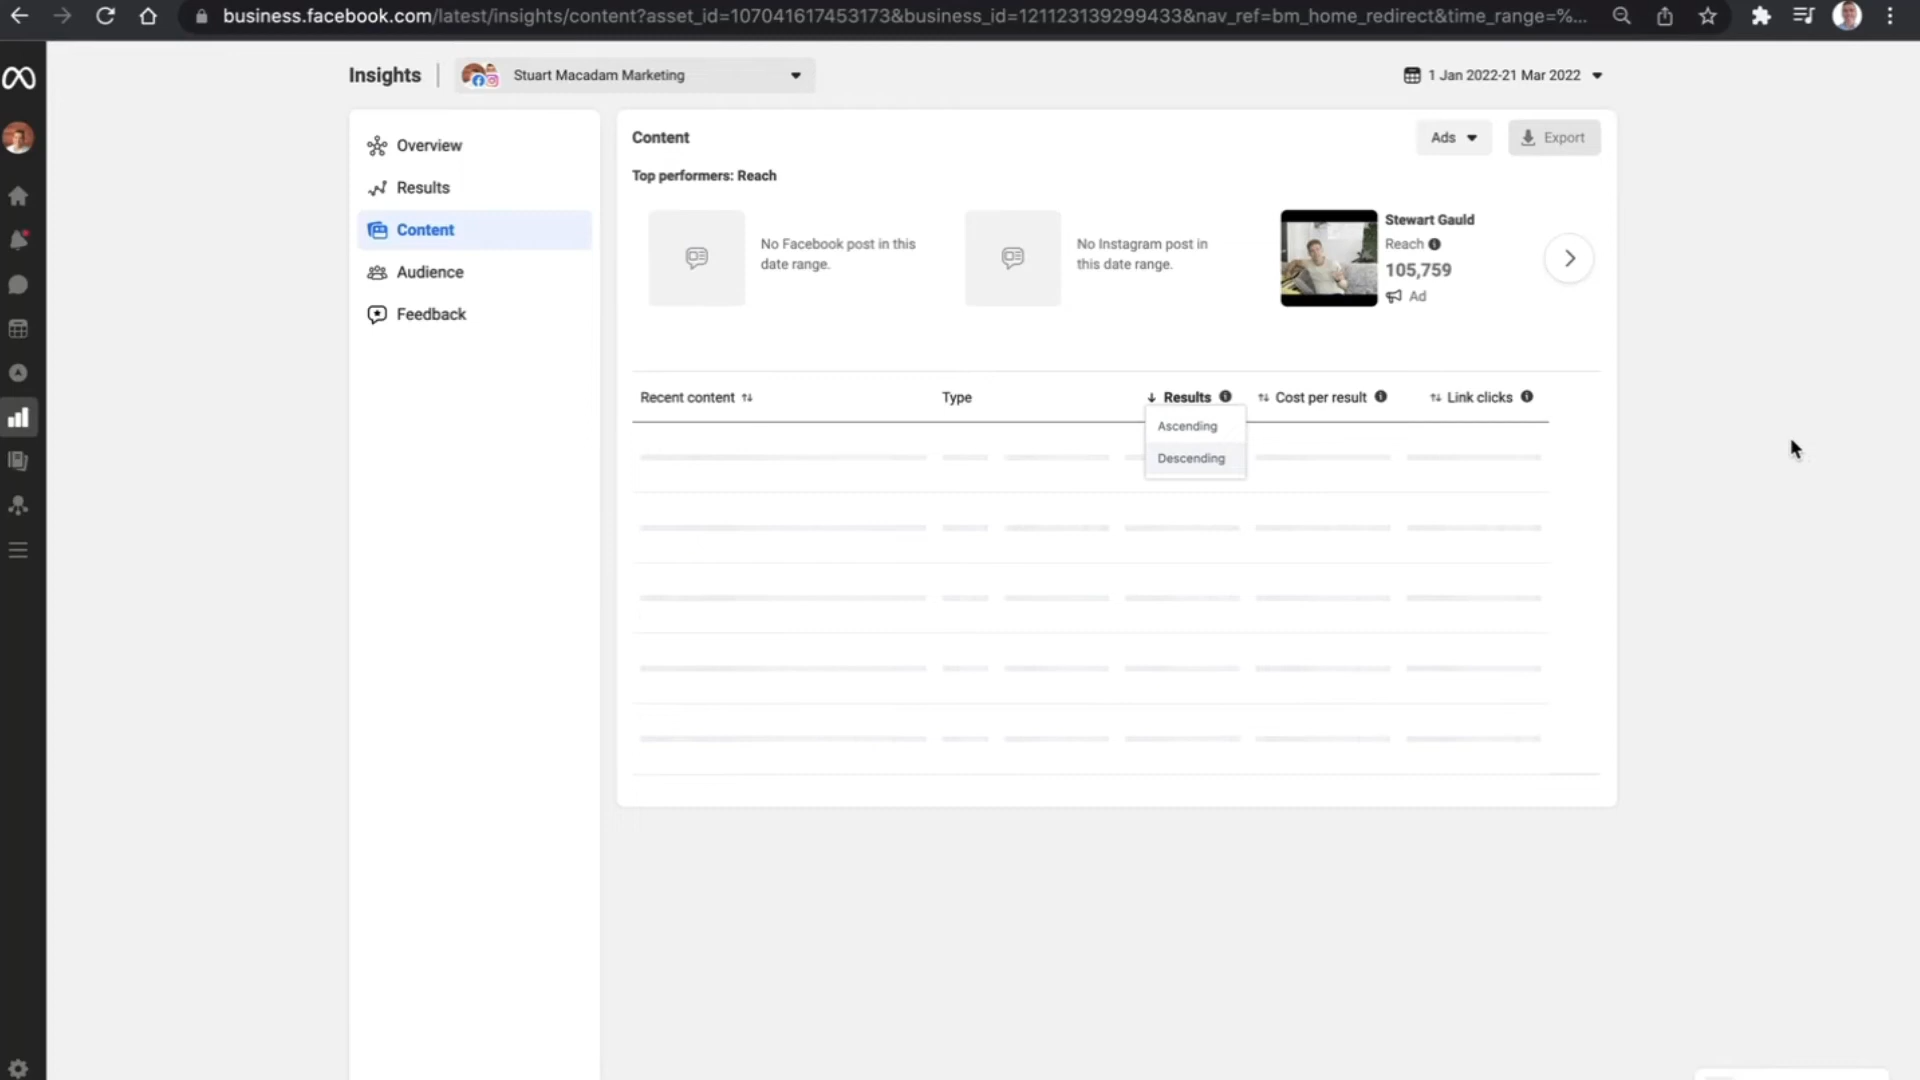 business.facebook.com/latest/insights/content?asset_id=107041617453173&business_id=121123139299433&nav_ref=bm_home_redirect&time_range=%...
Insights
Stuart Macadam Marketing
1 Jan 2022-21 Mar 2022
Overview
Results
Content
Audience
Feedback
Content
Ads
Export
Top performers: Reach
No Facebook post in this
date range.
No Instagram post in
this date range.
Stewart Gauld
Reach
105,759
Ad
Recent content
Type
Results
Cost per result
Link clicks
Ascending
Descending